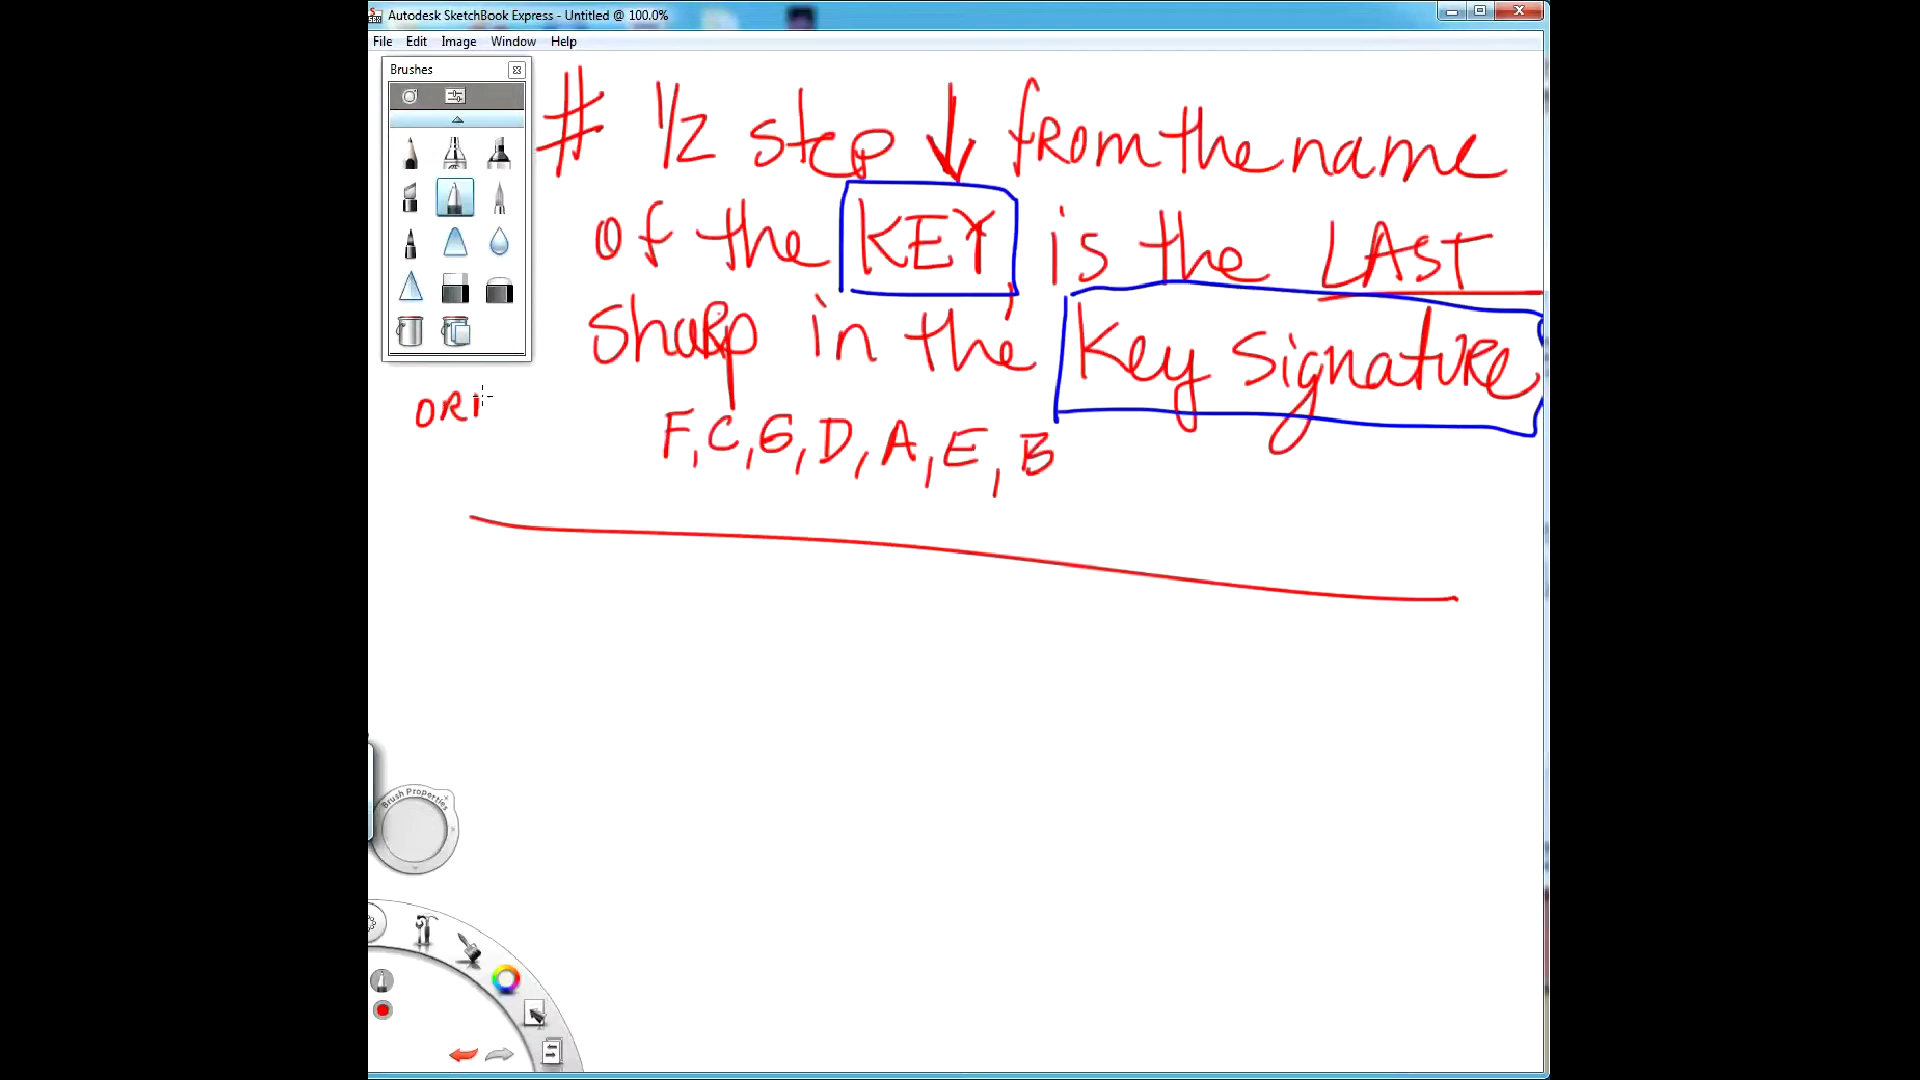 Autodesk SketchBook Express - Untitled @ 100.0%
File Edit Image Window Help
Brushes
# 1/2 step ↓ from the name
of the KEY is the LAST
sharp in the Key Signature
ORI
F, C, G, D, A, E, B
Brush Properties